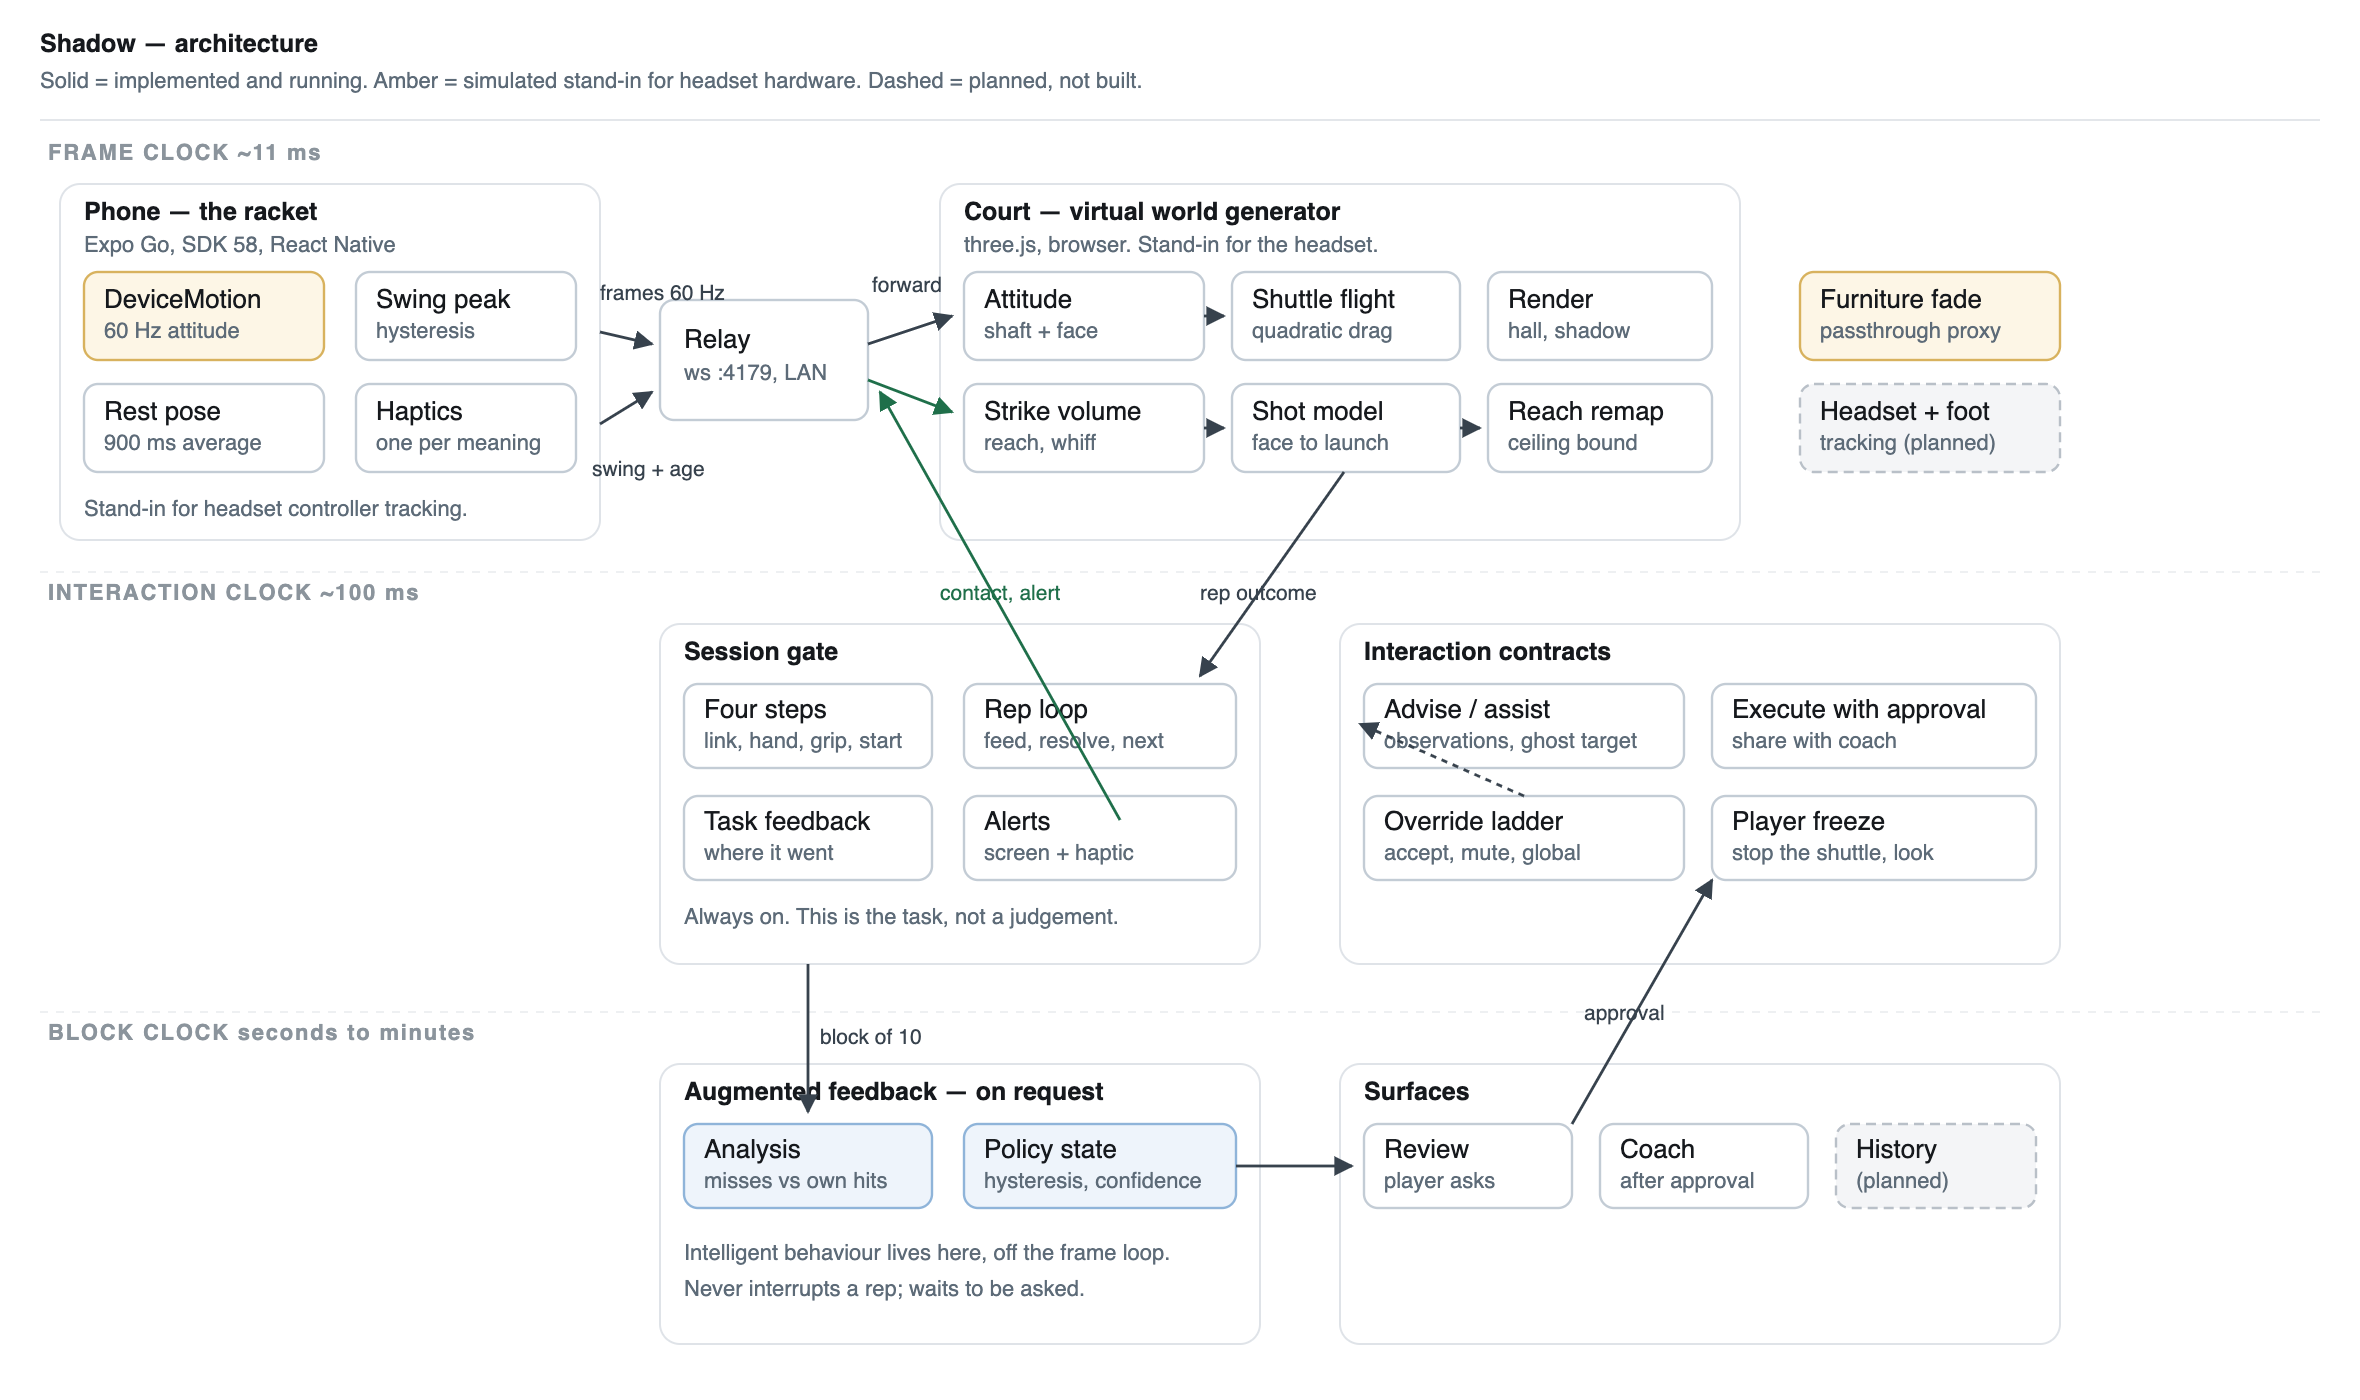 Shadow — architecture
Solid = implemented and running. Amber = simulated stand-in for headset hardware. Dashed = planned, not built.
FRAME CLOCK ~11 ms
Phone — the racket
Expo Go, SDK 58, React Native
DeviceMotion
60 Hz attitude
Swing peak
hysteresis
Rest pose
900 ms average
Haptics
one per meaning
Stand-in for headset controller tracking.
frames 60 Hz
swing + age
Relay
ws :4179, LAN
forward
Court — virtual world generator
three.js, browser. Stand-in for the headset.
Attitude
shaft + face
Shuttle flight
quadratic drag
Render
hall, shadow
Strike volume
reach, whiff
Shot model
face to launch
Reach remap
ceiling bound
Furniture fade
passthrough proxy
Headset + foot
tracking (planned)
INTERACTION CLOCK ~100 ms
contact, alert
rep outcome
Session gate
Four steps
link, hand, grip, start
Rep loop
feed, resolve, next
Task feedback
where it went
Alerts
screen + haptic
Always on. This is the task, not a judgement.
Interaction contracts
Advise / assist
observations, ghost target
Execute with approval
share with coach
Override ladder
accept, mute, global
Player freeze
stop the shuttle, look
approval
BLOCK CLOCK seconds to minutes
block of 10
Augmented feedback — on request
Analysis
misses vs own hits
Policy state
hysteresis, confidence
Intelligent behaviour lives here, off the frame loop.
Never interrupts a rep; waits to be asked.
Surfaces
Review
player asks
Coach
after approval
History
(planned)